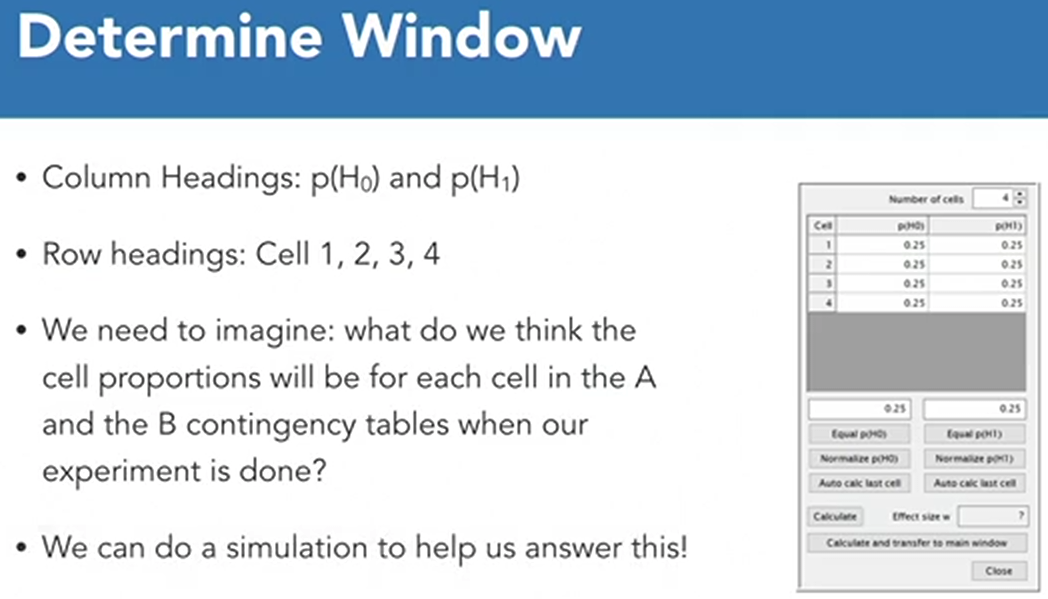 Determine Window
• Column Headings: p(H₀) and p(H₁)
• Row headings: Cell 1, 2, 3, 4
• We need to imagine: what do we think the
cell proportions will be for each cell in the A
and the B contingency tables when our
experiment is done?
• We can do a simulation to help us answer this!
Number of cells 4
Cell p(H0) p(H1)
1 0.25 0.25
2 0.25 0.25
3 0.25 0.25
4 0.25 0.25
0.25 0.25
Equal p(H0) Equal p(H1)
Normalize p(H0) Normalize p(H1)
Auto calc last cell Auto calc last cell
Calculate Effect size w ?
Calculate and transfer to main window
Close